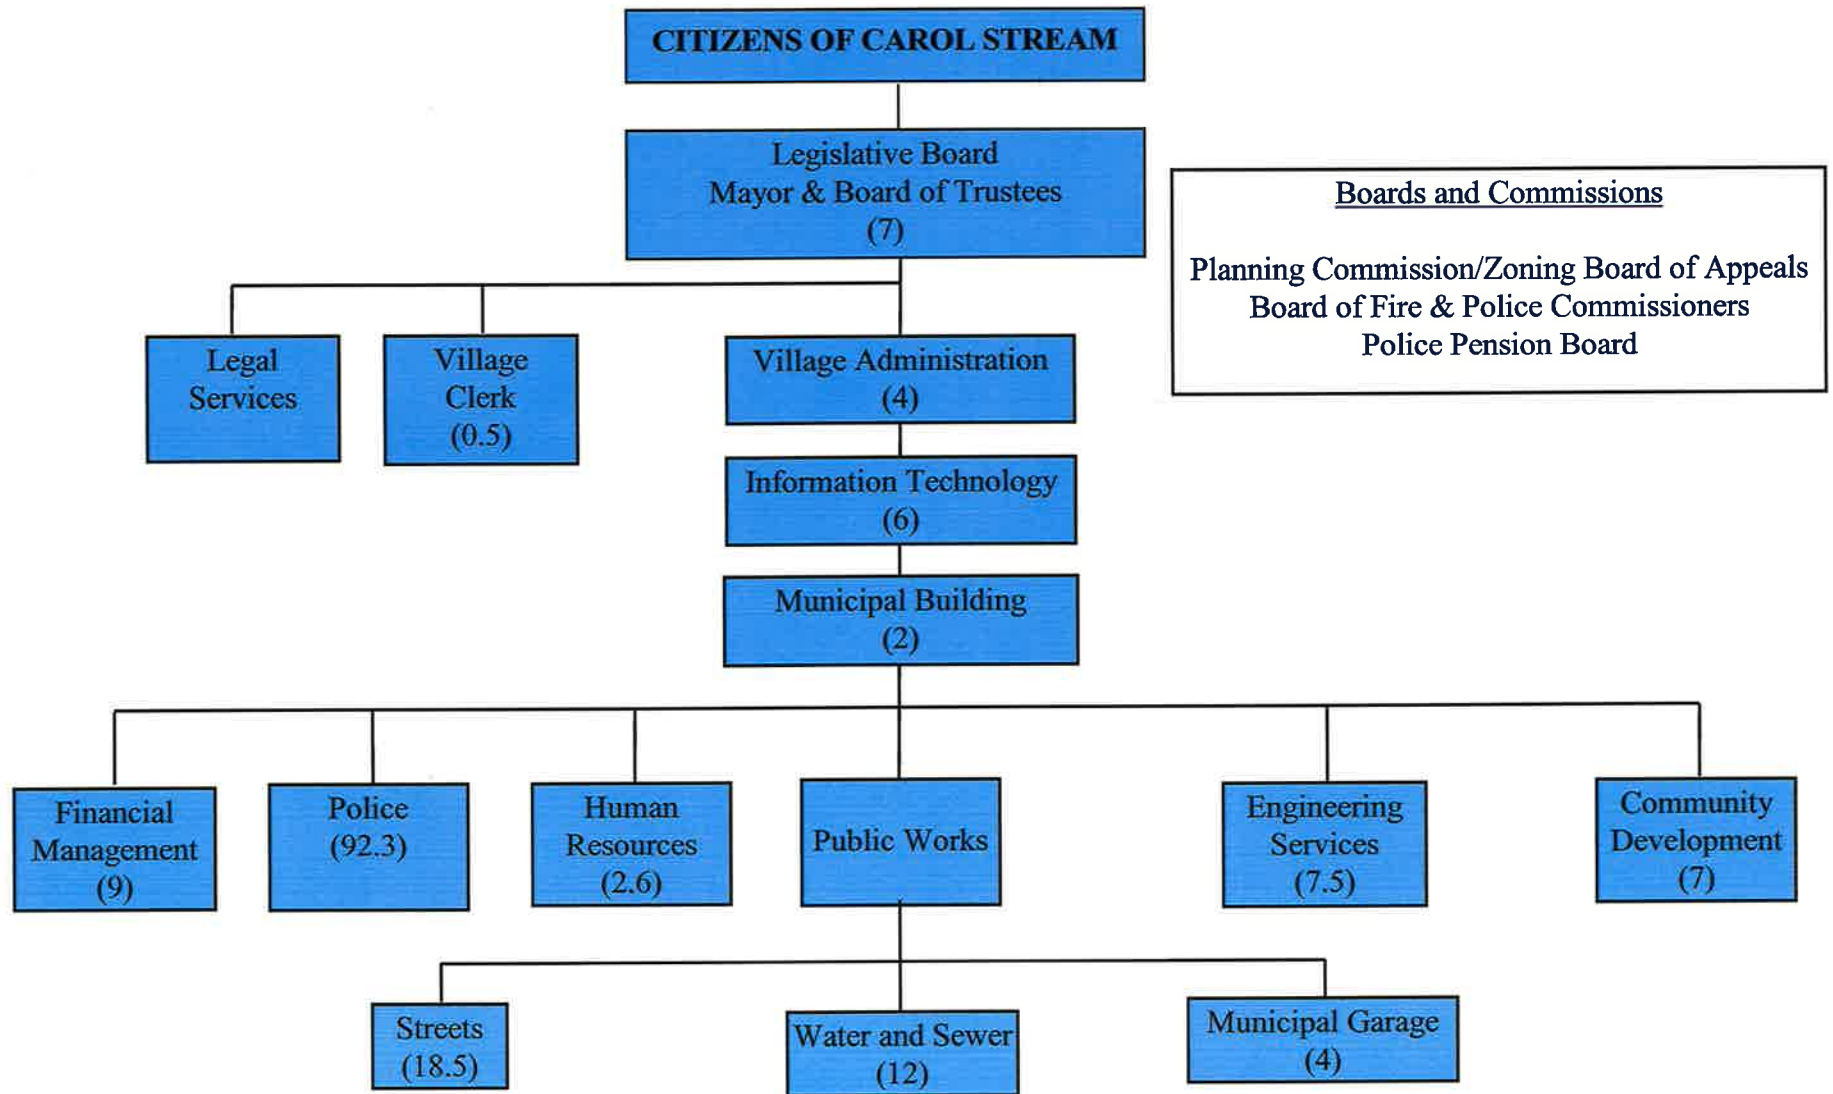 CITIZENS OF CAROL STREAM
Legislative Board
Mayor & Board of Trustees
(7)
Boards and Commissions
Planning Commission/Zoning Board of Appeals
Board of Fire & Police Commissioners
Police Pension Board
Legal
Services
Village
Clerk
(0.5)
Village Administration
(4)
Information Technology
(6)
Municipal Building
(2)
Financial
Management
(9)
Police
(92.3)
Human
Resources
(2.6)
Public Works
Engineering
Services
(7.5)
Community
Development
(7)
Streets
(18.5)
Water and Sewer
(12)
Municipal Garage
(4)